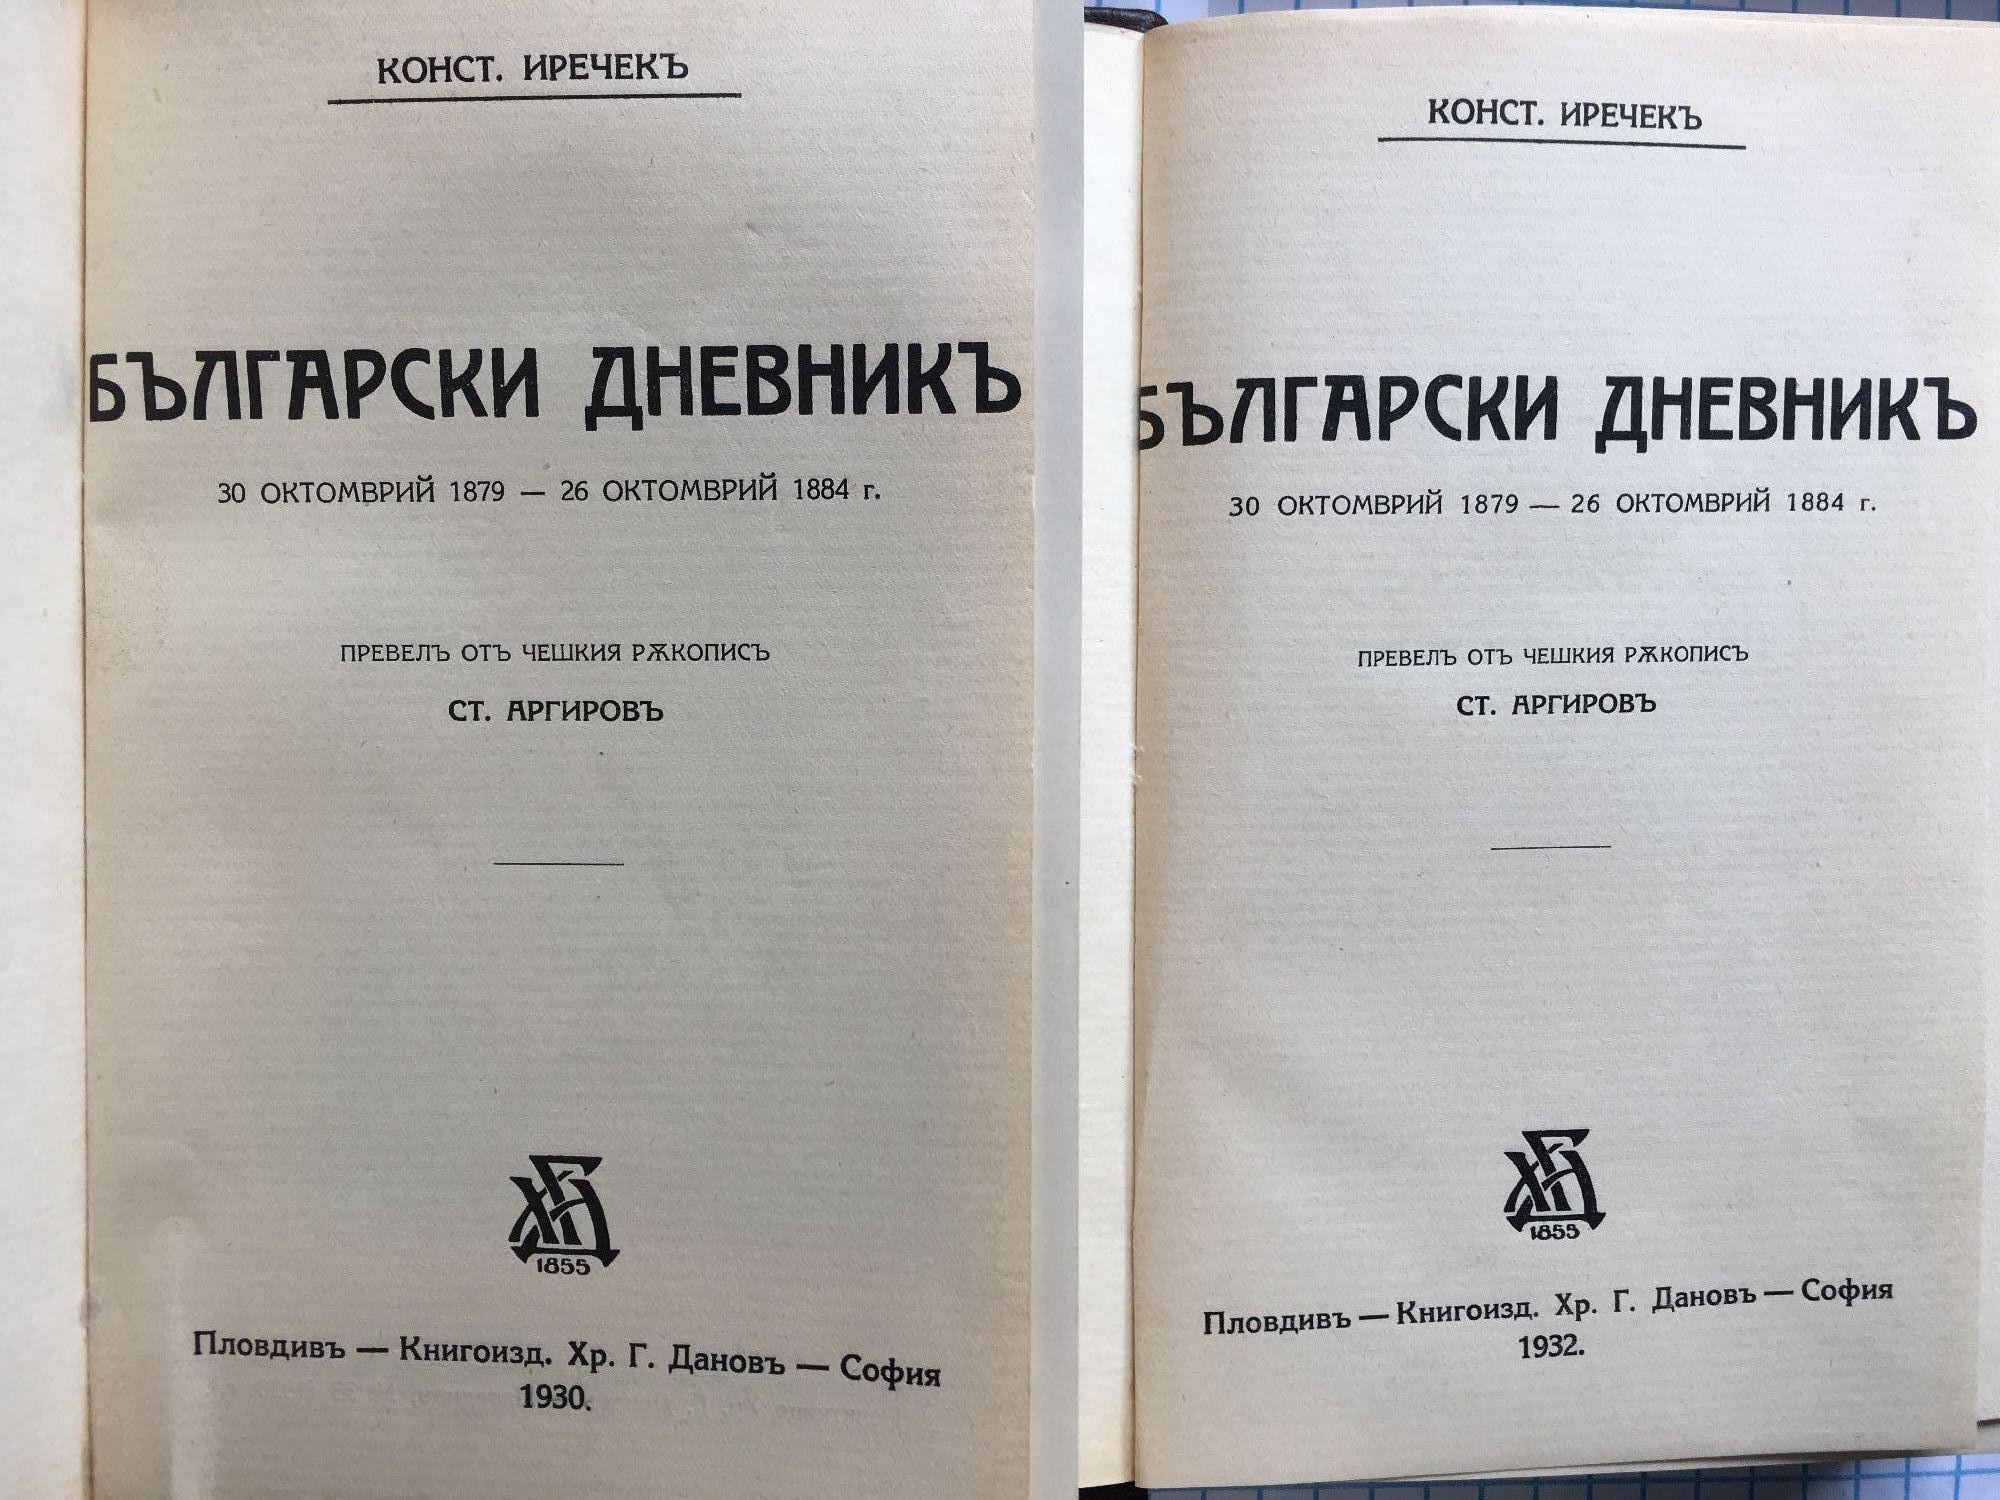 КОНСТ. ИРЕЧЕКЪ
БЪЛГАРСКИ ДНЕВНИКЪ
30 ОКТОМВРИЙ 1879 — 26 ОКТОМВРИЙ 1884 г.
ПРЕВЕЛЪ ОТЪ ЧЕШКИЯ РѪКОПИСЪ
СТ. АРГИРОВЪ
ХГД
1855
Пловдивъ — Книгоизд. Хр. Г. Дановъ — София
1930.
КОНСТ. ИРЕЧЕКЪ
БЪЛГАРСКИ ДНЕВНИКЪ
30 ОКТОМВРИЙ 1879 — 26 ОКТОМВРИЙ 1884 г.
ПРЕВЕЛЪ ОТЪ ЧЕШКИЯ РѪКОПИСЪ
СТ. АРГИРОВЪ
ХГД
1855
Пловдивъ — Книгоизд. Хр. Г. Дановъ — София
1932.